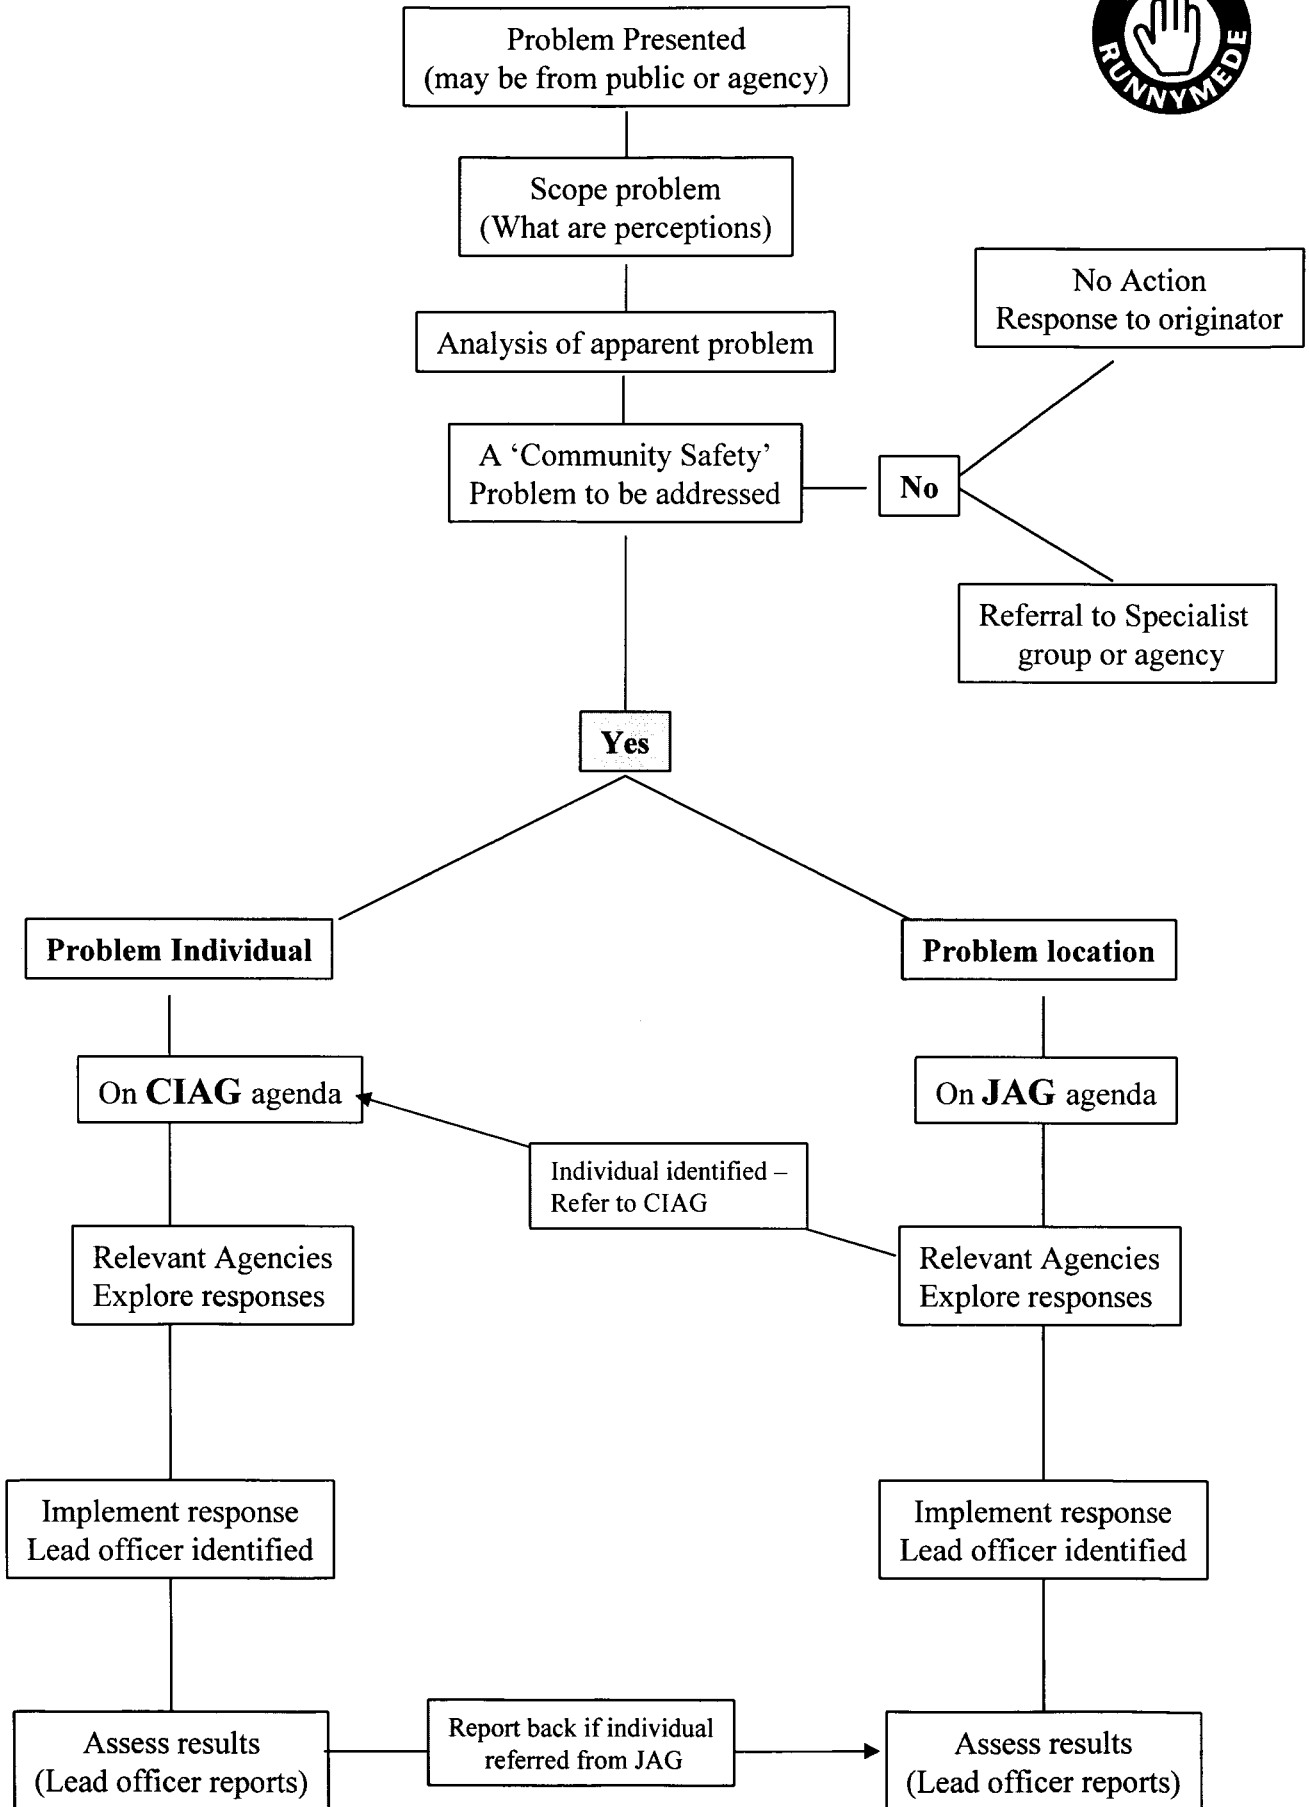 Problem Presented
(may be from public or agency)
RUNNYMEDE
Scope problem
(What are perceptions)
No Action
Response to originator
Analysis of apparent problem
A ‘Community Safety’
Problem to be addressed
No
Referral to Specialist
group or agency
Yes
Problem Individual
Problem location
On CIAG agenda
On JAG agenda
Individual identified –
Refer to CIAG
Relevant Agencies
Explore responses
Relevant Agencies
Explore responses
Implement response
Lead officer identified
Implement response
Lead officer identified
Assess results
(Lead officer reports)
Report back if individual
referred from JAG
Assess results
(Lead officer reports)